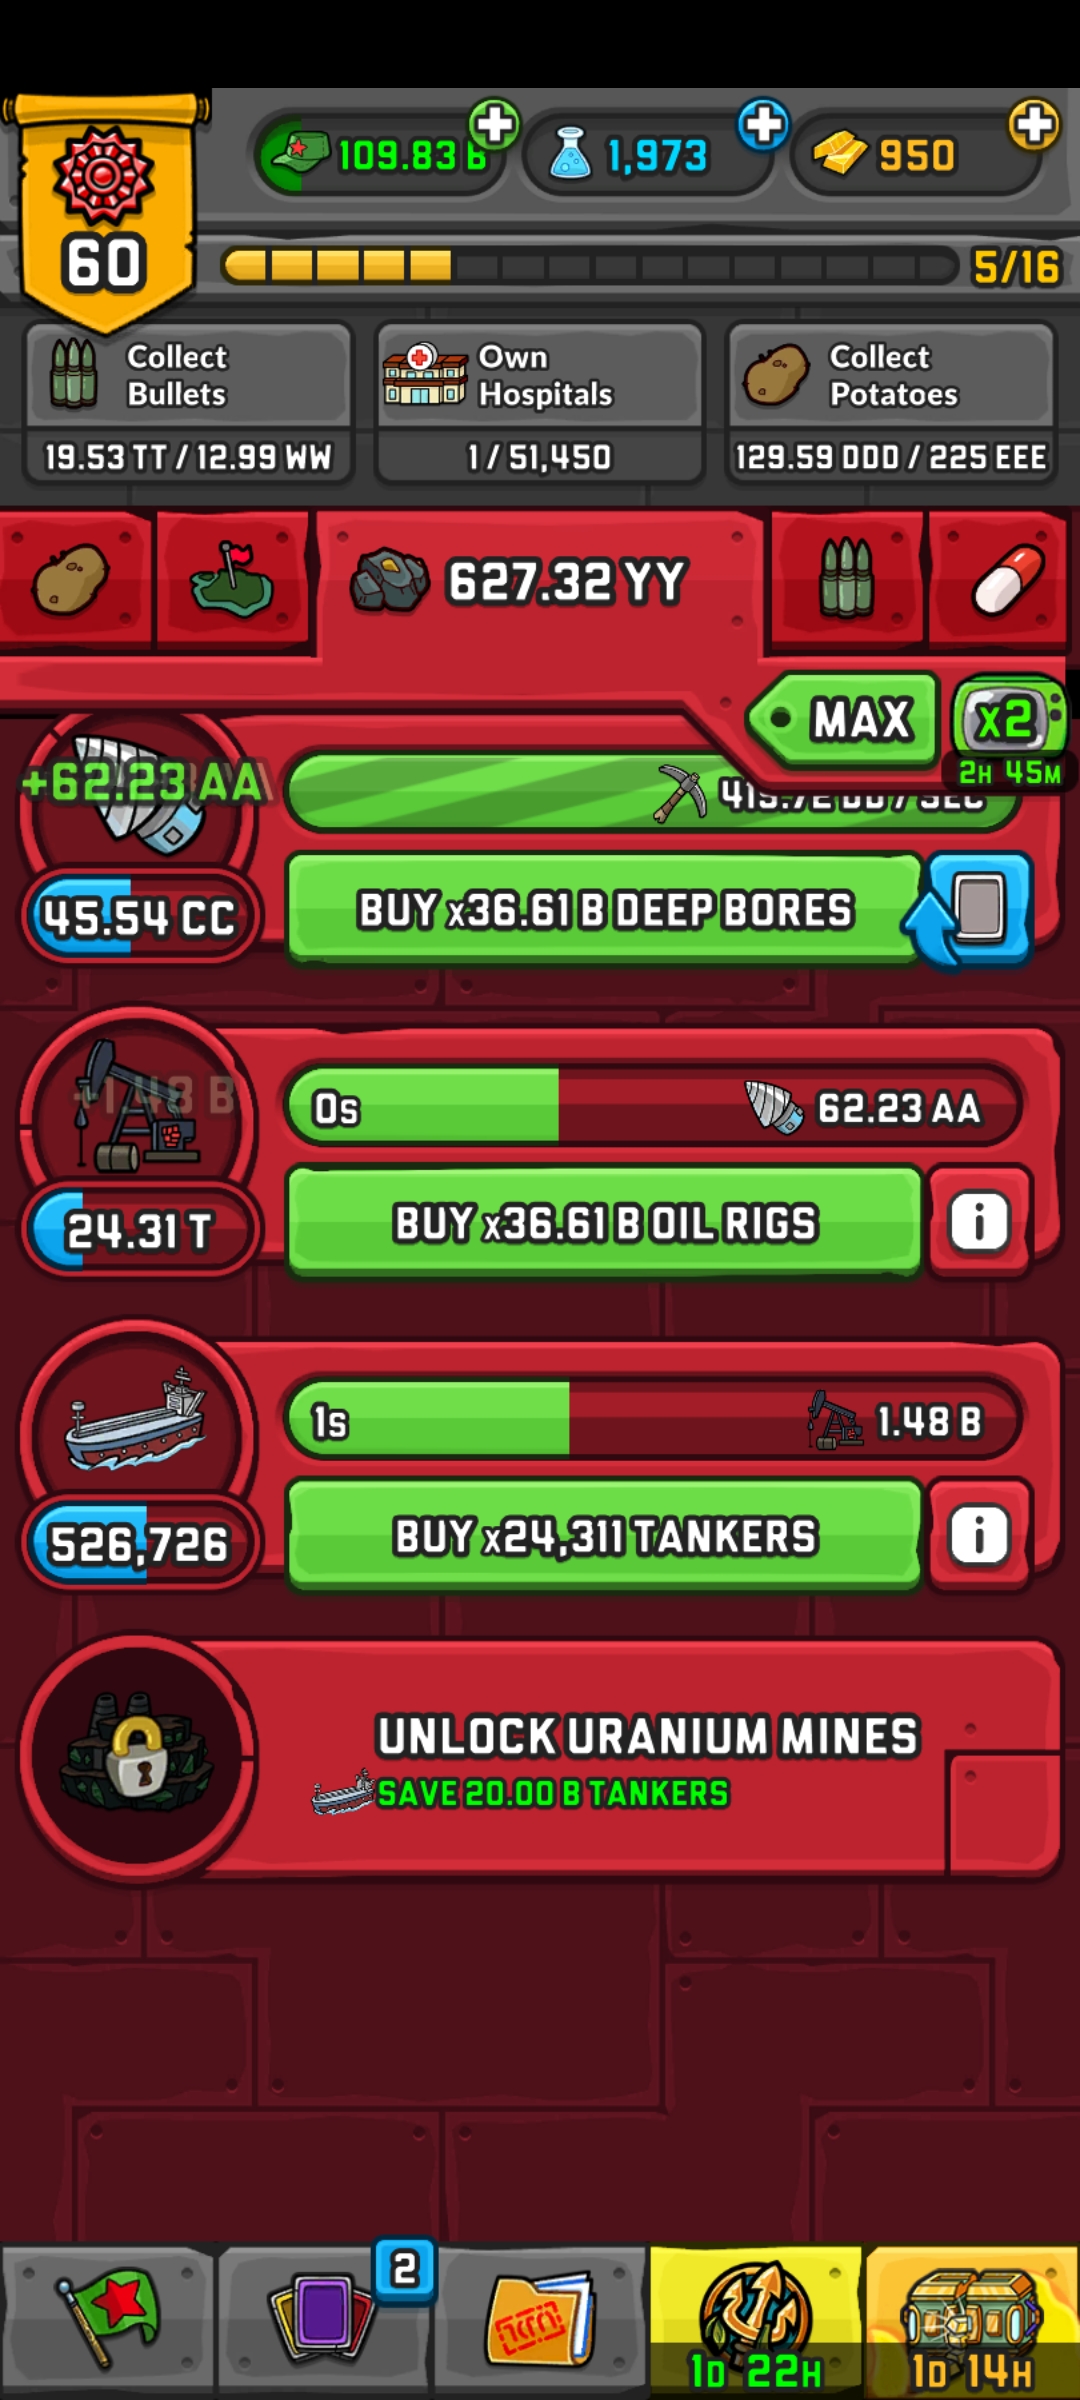 109.83 B
1,973
950
60
5/16
Collect
Bullets
19.53 TT / 12.99 WW
Own
Hospitals
1 / 51,450
Collect
Potatoes
129.59 DDD / 225 EEE
627.32 YY
MAX
x2
2H 45M
+62.23 AA
45.54 CC
BUY x36.61 B DEEP BORES
+1.48 B
0s
62.23 AA
24.31 T
BUY x36.61 B OIL RIGS
i
1s
1.48 B
526,726
BUY x24,311 TANKERS
i
UNLOCK URANIUM MINES
SAVE 20.00 B TANKERS
2
1D 22H
1D 14H